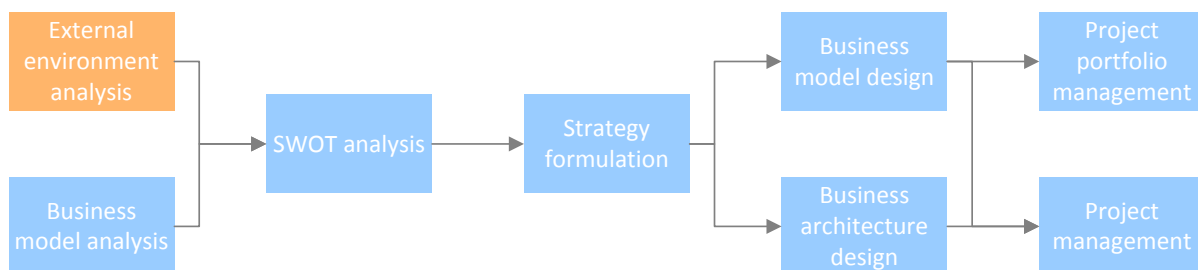 External
environment
analysis
Business
model analysis
SWOT analysis
Strategy
formulation
Business
model design
Business
architecture
design
Project
portfolio
management
Project
management